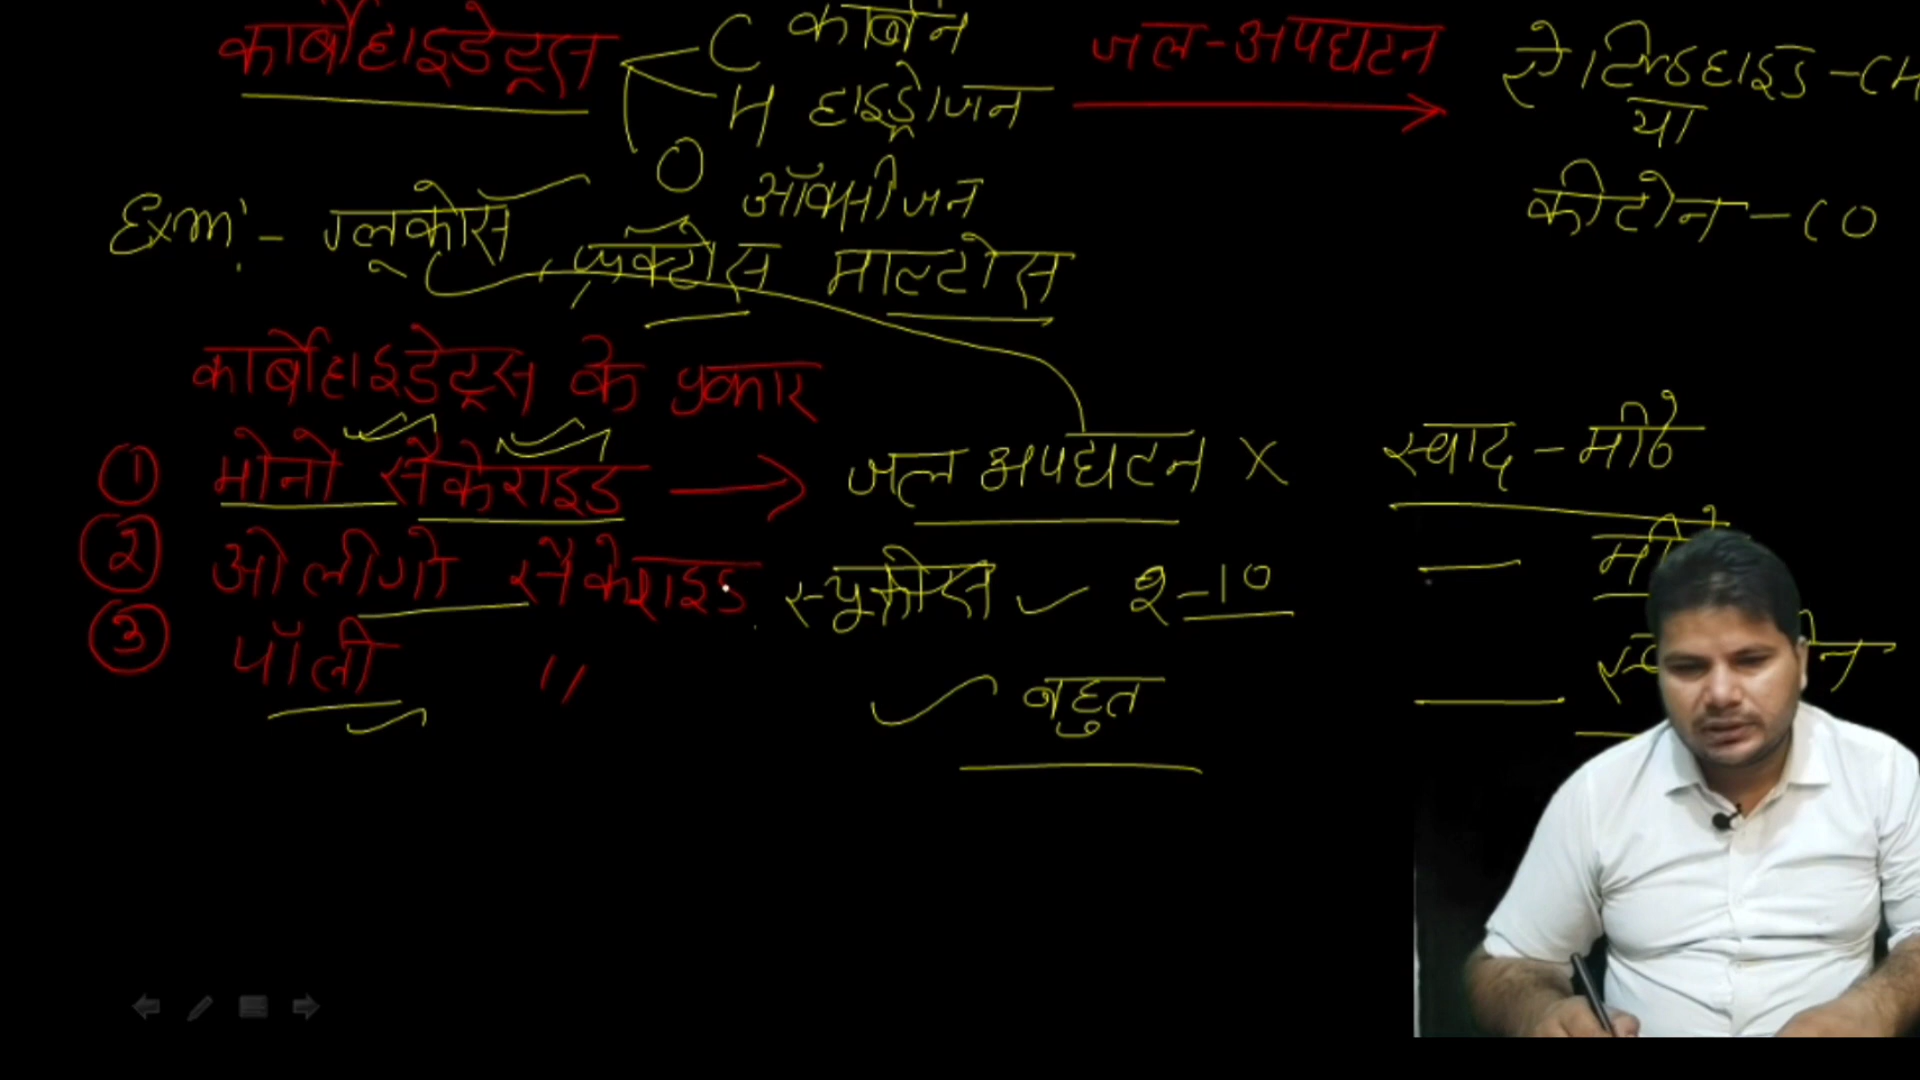 कार्बोहाइडेट्स C कार्बन जल-अपघटन
H हाइड्रोजन या
O ऑक्सीजन कीटोन-CO
Exm:- ग्लूकोस, फ्रक्टोस माल्टोस
कार्बोहाइडेट्स के प्रकार
① मोनो सैकेराइड → जल अपघटन X स्वाद-मीठे
② ओलीगो सैकेराइड 2-10
③ पॉली " ✓ बहुत